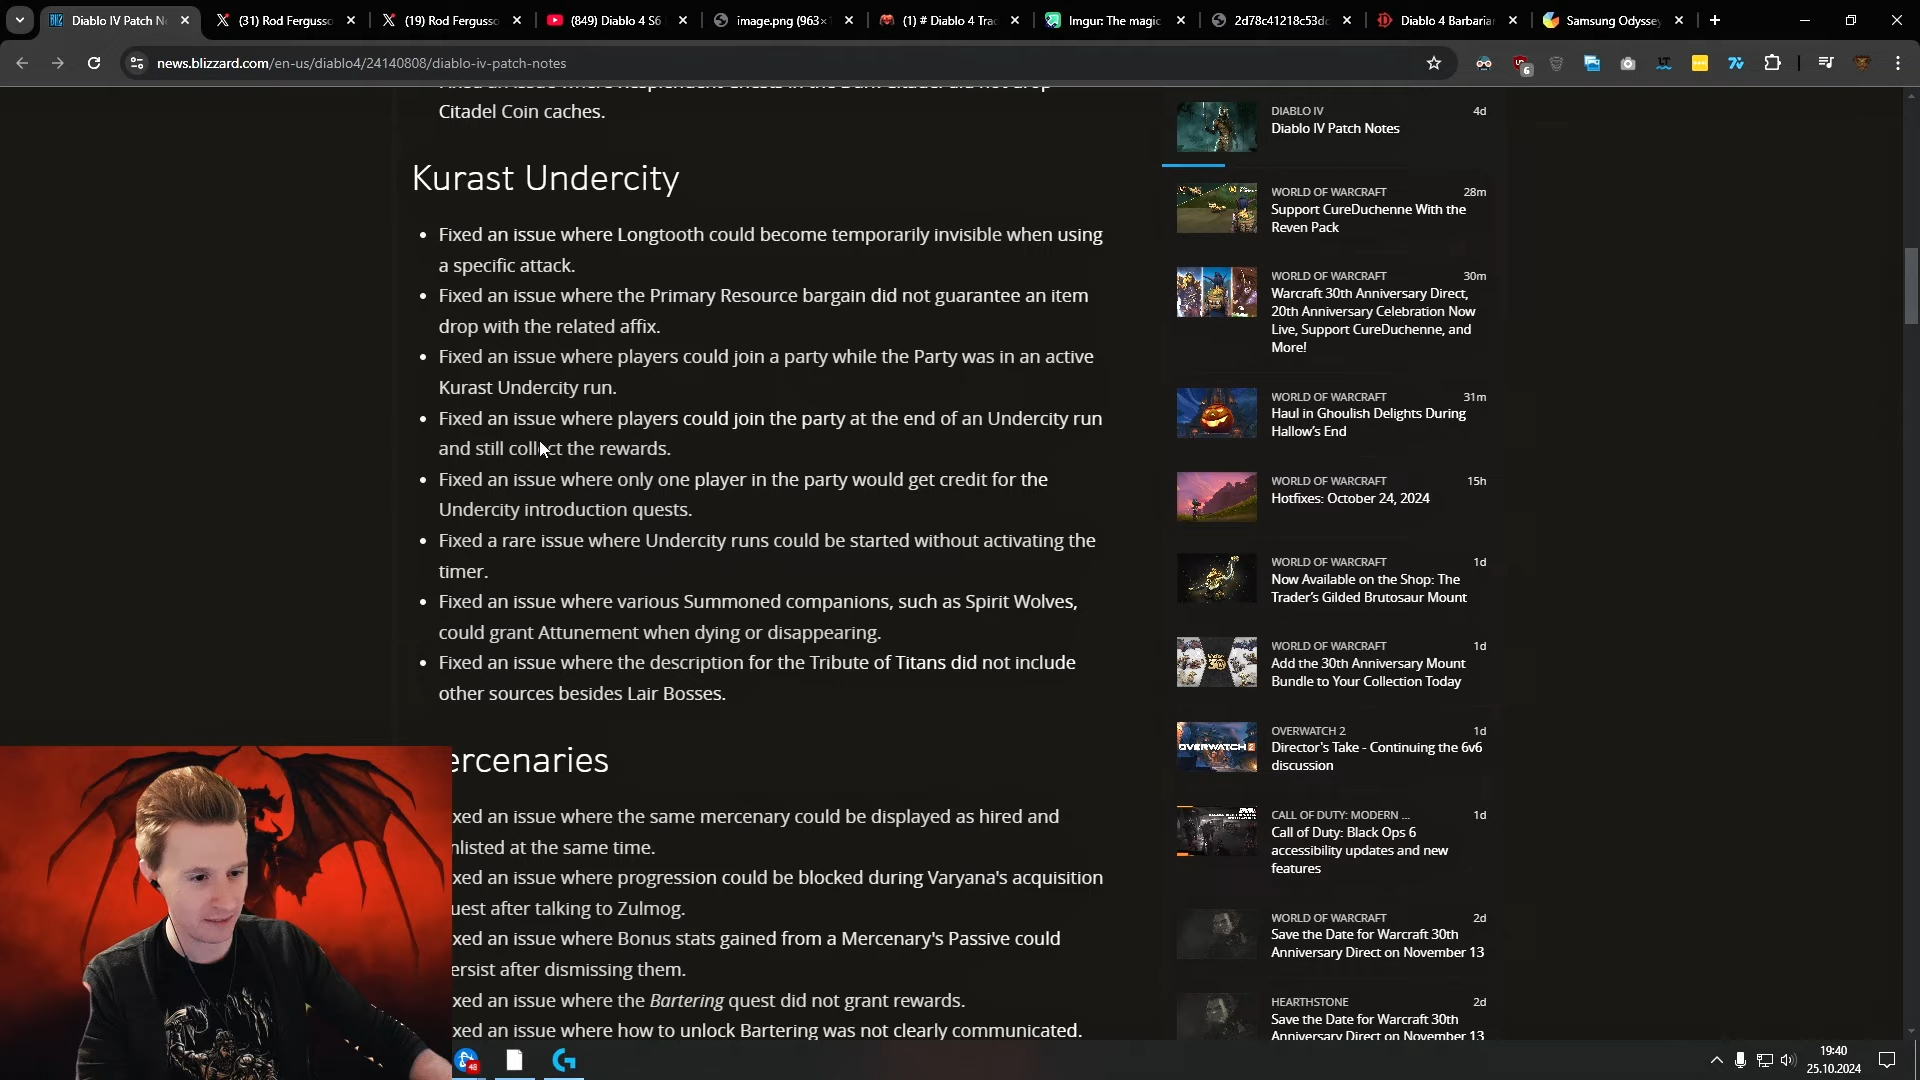 Diablo IV Patch No
(31) Rod Fergusso
(19) Rod Fergusso
(849) Diablo 4 S6
image.png (963×1
(1) # Diablo 4 Trac
Imgur: The magic
2d78c41218c53dc
Diablo 4 Barbarian
Samsung Odyssey
news.blizzard.com/en-us/diablo4/24140808/diablo-iv-patch-notes
6
Citadel Coin caches.
Kurast Undercity
• Fixed an issue where Longtooth could become temporarily invisible when using
a specific attack.
• Fixed an issue where the Primary Resource bargain did not guarantee an item
drop with the related affix.
• Fixed an issue where players could join a party while the Party was in an active
Kurast Undercity run.
• Fixed an issue where players could join the party at the end of an Undercity run
and still collect the rewards.
• Fixed an issue where only one player in the party would get credit for the
Undercity introduction quests.
• Fixed a rare issue where Undercity runs could be started without activating the
timer.
• Fixed an issue where various Summoned companions, such as Spirit Wolves,
could grant Attunement when dying or disappearing.
• Fixed an issue where the description for the Tribute of Titans did not include
other sources besides Lair Bosses.
ercenaries
xed an issue where the same mercenary could be displayed as hired and
nlisted at the same time.
xed an issue where progression could be blocked during Varyana's acquisition
uest after talking to Zulmog.
xed an issue where Bonus stats gained from a Mercenary's Passive could
ersist after dismissing them.
xed an issue where the Bartering quest did not grant rewards.
xed an issue where how to unlock Bartering was not clearly communicated.
DIABLO IV 4d
Diablo IV Patch Notes
WORLD OF WARCRAFT 28m
Support CureDuchenne With the
Reven Pack
WORLD OF WARCRAFT 30m
Warcraft 30th Anniversary Direct,
20th Anniversary Celebration Now
Live, Support CureDuchenne, and
More!
WORLD OF WARCRAFT 31m
Haul in Ghoulish Delights During
Hallow's End
WORLD OF WARCRAFT 15h
Hotfixes: October 24, 2024
WORLD OF WARCRAFT 1d
Now Available on the Shop: The
Trader's Gilded Brutosaur Mount
WORLD OF WARCRAFT 1d
Add the 30th Anniversary Mount
Bundle to Your Collection Today
OVERWATCH 2 1d
Director's Take - Continuing the 6v6
discussion
CALL OF DUTY: MODERN ... 1d
Call of Duty: Black Ops 6
accessibility updates and new
features
WORLD OF WARCRAFT 2d
Save the Date for Warcraft 30th
Anniversary Direct on November 13
HEARTHSTONE 2d
Save the Date for Warcraft 30th
Anniversary Direct on November 13
48
19:40
25.10.2024